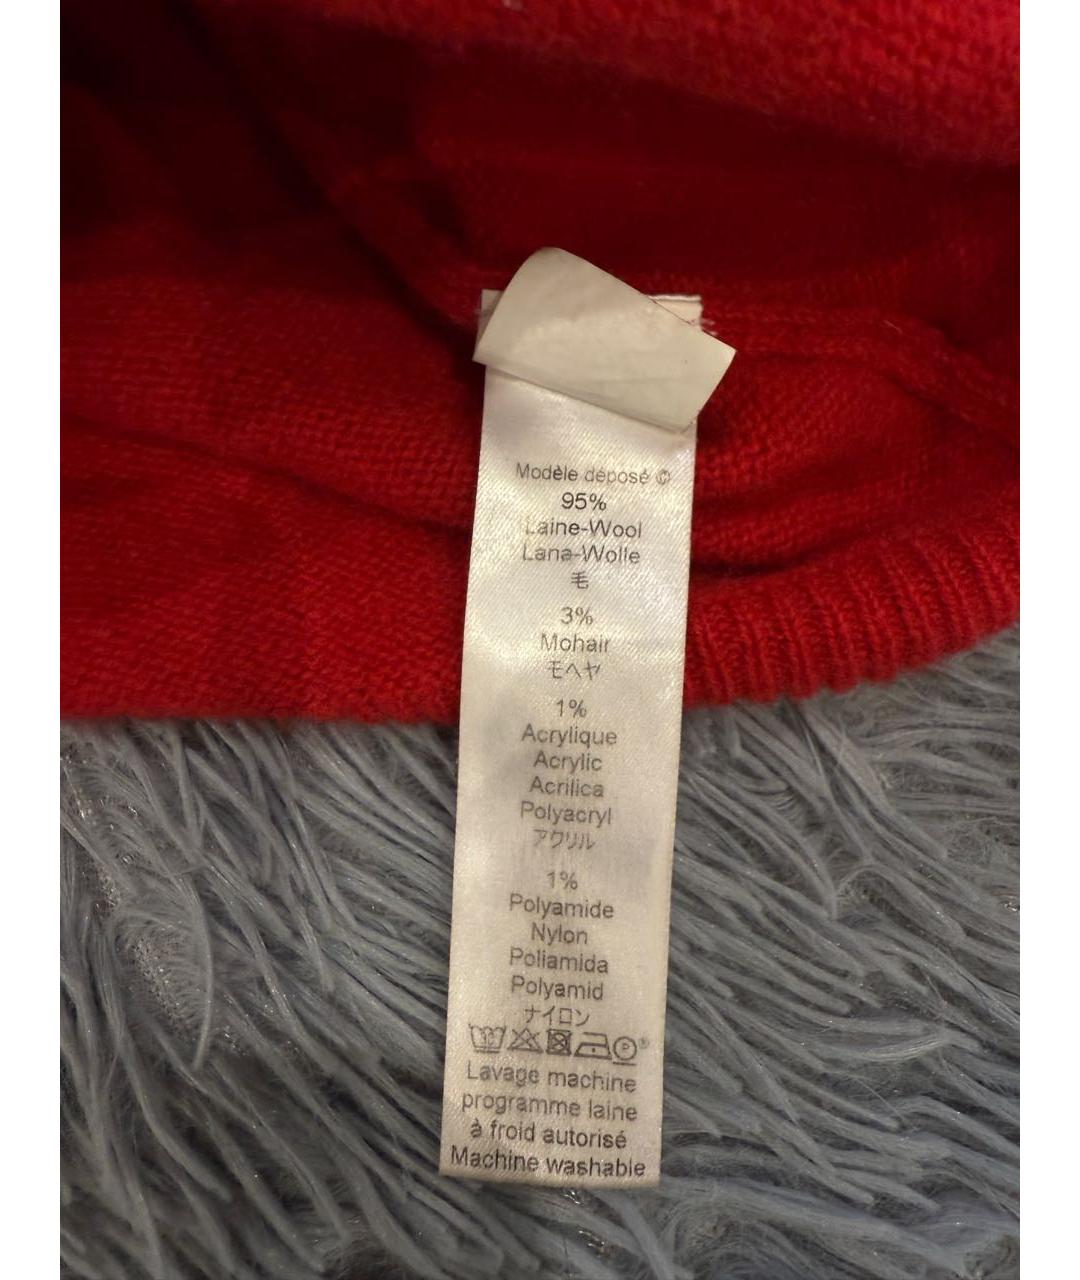 Modèle déposé ©
95%
Laine-Wool
Lana-Wolle
毛
3%
Mohair
モヘヤ
1%
Acrylique
Acrylic
Acrilica
Polyacryl
アクリル
1%
Polyamide
Nylon
Poliamida
Polyamid
ナイロン
P ®
Lavage machine
programme laine
à froid autorisé
Machine washable